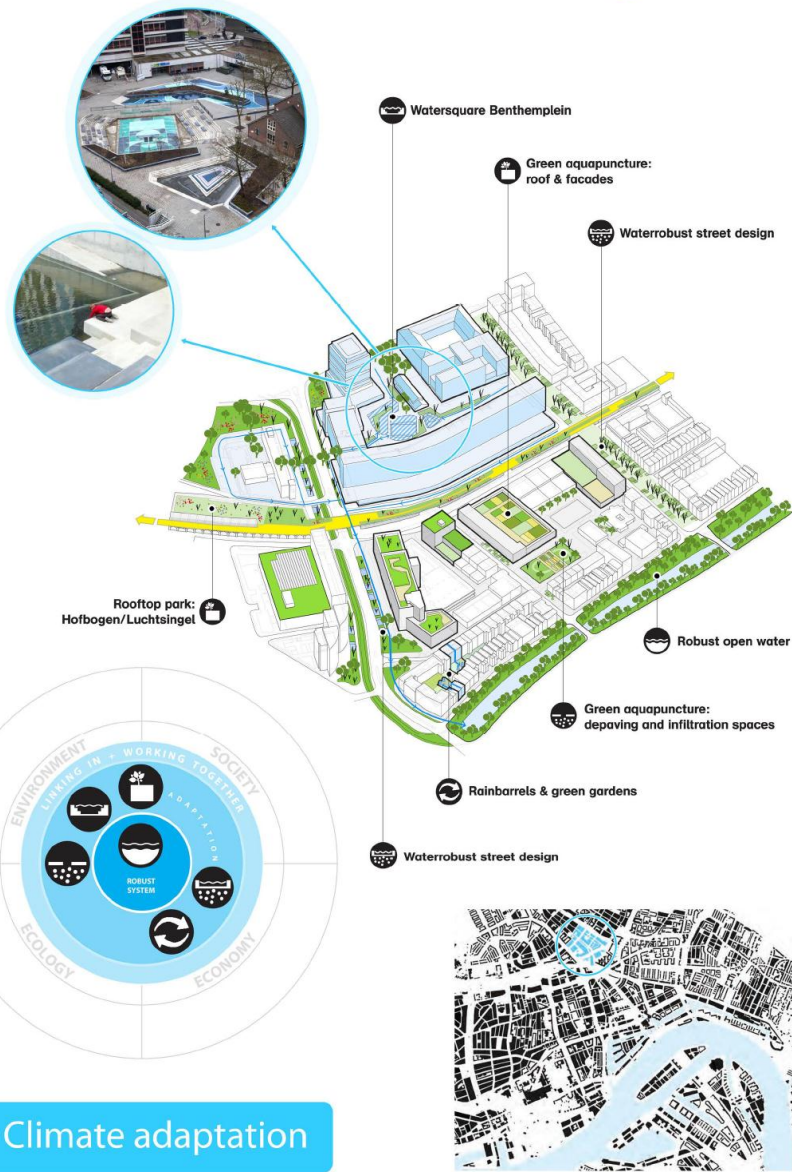 Watersquare Benthemplein
Green aquapuncture:
roof & facades
Waterrobust street design
Rooftop park:
Hofbogen/Luchtsingel
Robust open water
Green aquapuncture:
depaving and infiltration spaces
Rainbarrels & green gardens
Waterrobust street design
ENVIRONMENT
SOCIETY
LINKING IN + WORKING TOGETHER
ADAPTATION
ROBUST
SYSTEM
ECOLOGY
ECONOMY
Climate adaptation